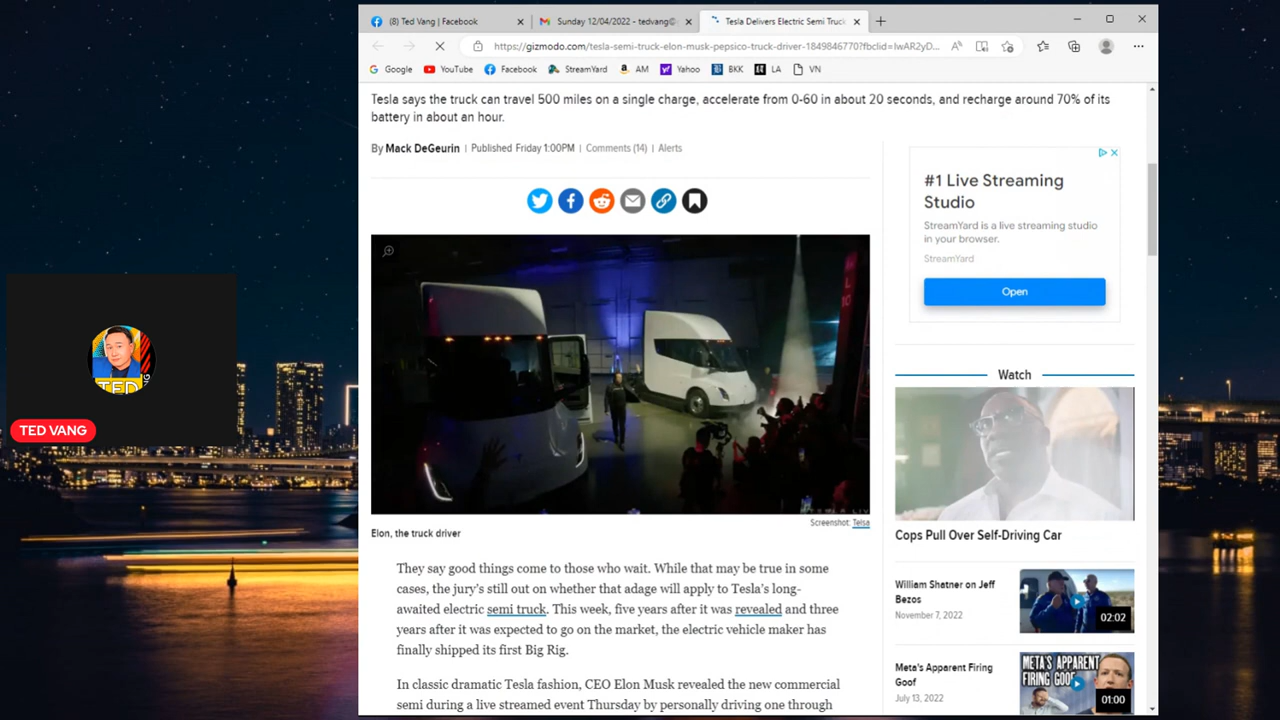 (8) Ted Vang | Facebook
Sunday 12/04/2022 - tedvang@
Tesla Delivers Electric Semi Truck
https://gizmodo.com/tesla-semi-truck-elon-musk-pepsico-truck-driver-1849846770?fbclid=IwAR2yD...
Google YouTube Facebook StreamYard AM Yahoo BKK LA VN
Tesla says the truck can travel 500 miles on a single charge, accelerate from 0-60 in about 20 seconds, and recharge around 70% of its
battery in about an hour.
By Mack DeGeurin | Published Friday 1:00PM | Comments (14) | Alerts
#1 Live Streaming
Studio
StreamYard is a live streaming studio
in your browser.
StreamYard
Open
TED
TED VANG
Screenshot: Telsa
Elon, the truck driver
They say good things come to those who wait. While that may be true in some
cases, the jury's still out on whether that adage will apply to Tesla's long-
awaited electric semi truck. This week, five years after it was revealed and three
years after it was expected to go on the market, the electric vehicle maker has
finally shipped its first Big Rig.
In classic dramatic Tesla fashion, CEO Elon Musk revealed the new commercial
semi during a live streamed event Thursday by personally driving one through
Watch
Cops Pull Over Self-Driving Car
William Shatner on Jeff
Bezos
November 7, 2022
02:02
Meta's Apparent Firing
Goof
July 13, 2022
META'S APPARENT
FIRING GOOF
01:00